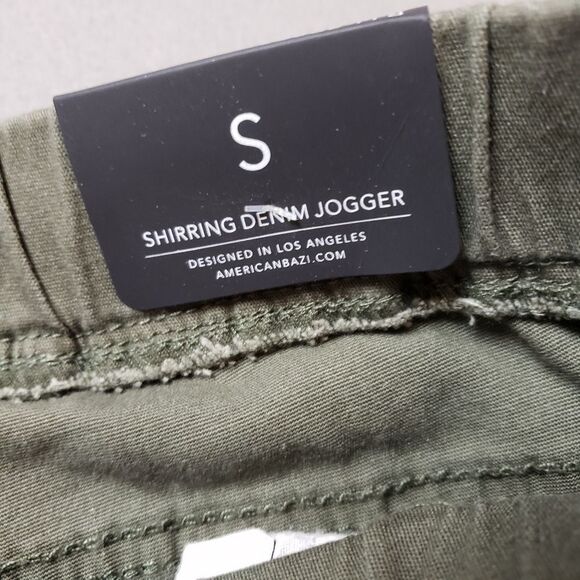 S
SHIRRING DENIM JOGGER
DESIGNED IN LOS ANGELES
AMERICANBAZI.COM